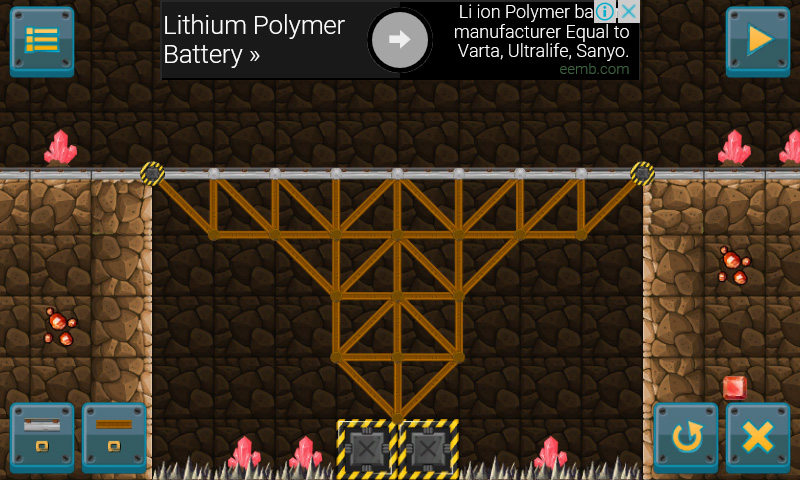 Lithium Polymer
Battery »
Li ion Polymer ba
manufacturer Equal to
Varta, Ultralife, Sanyo.
eemb.com